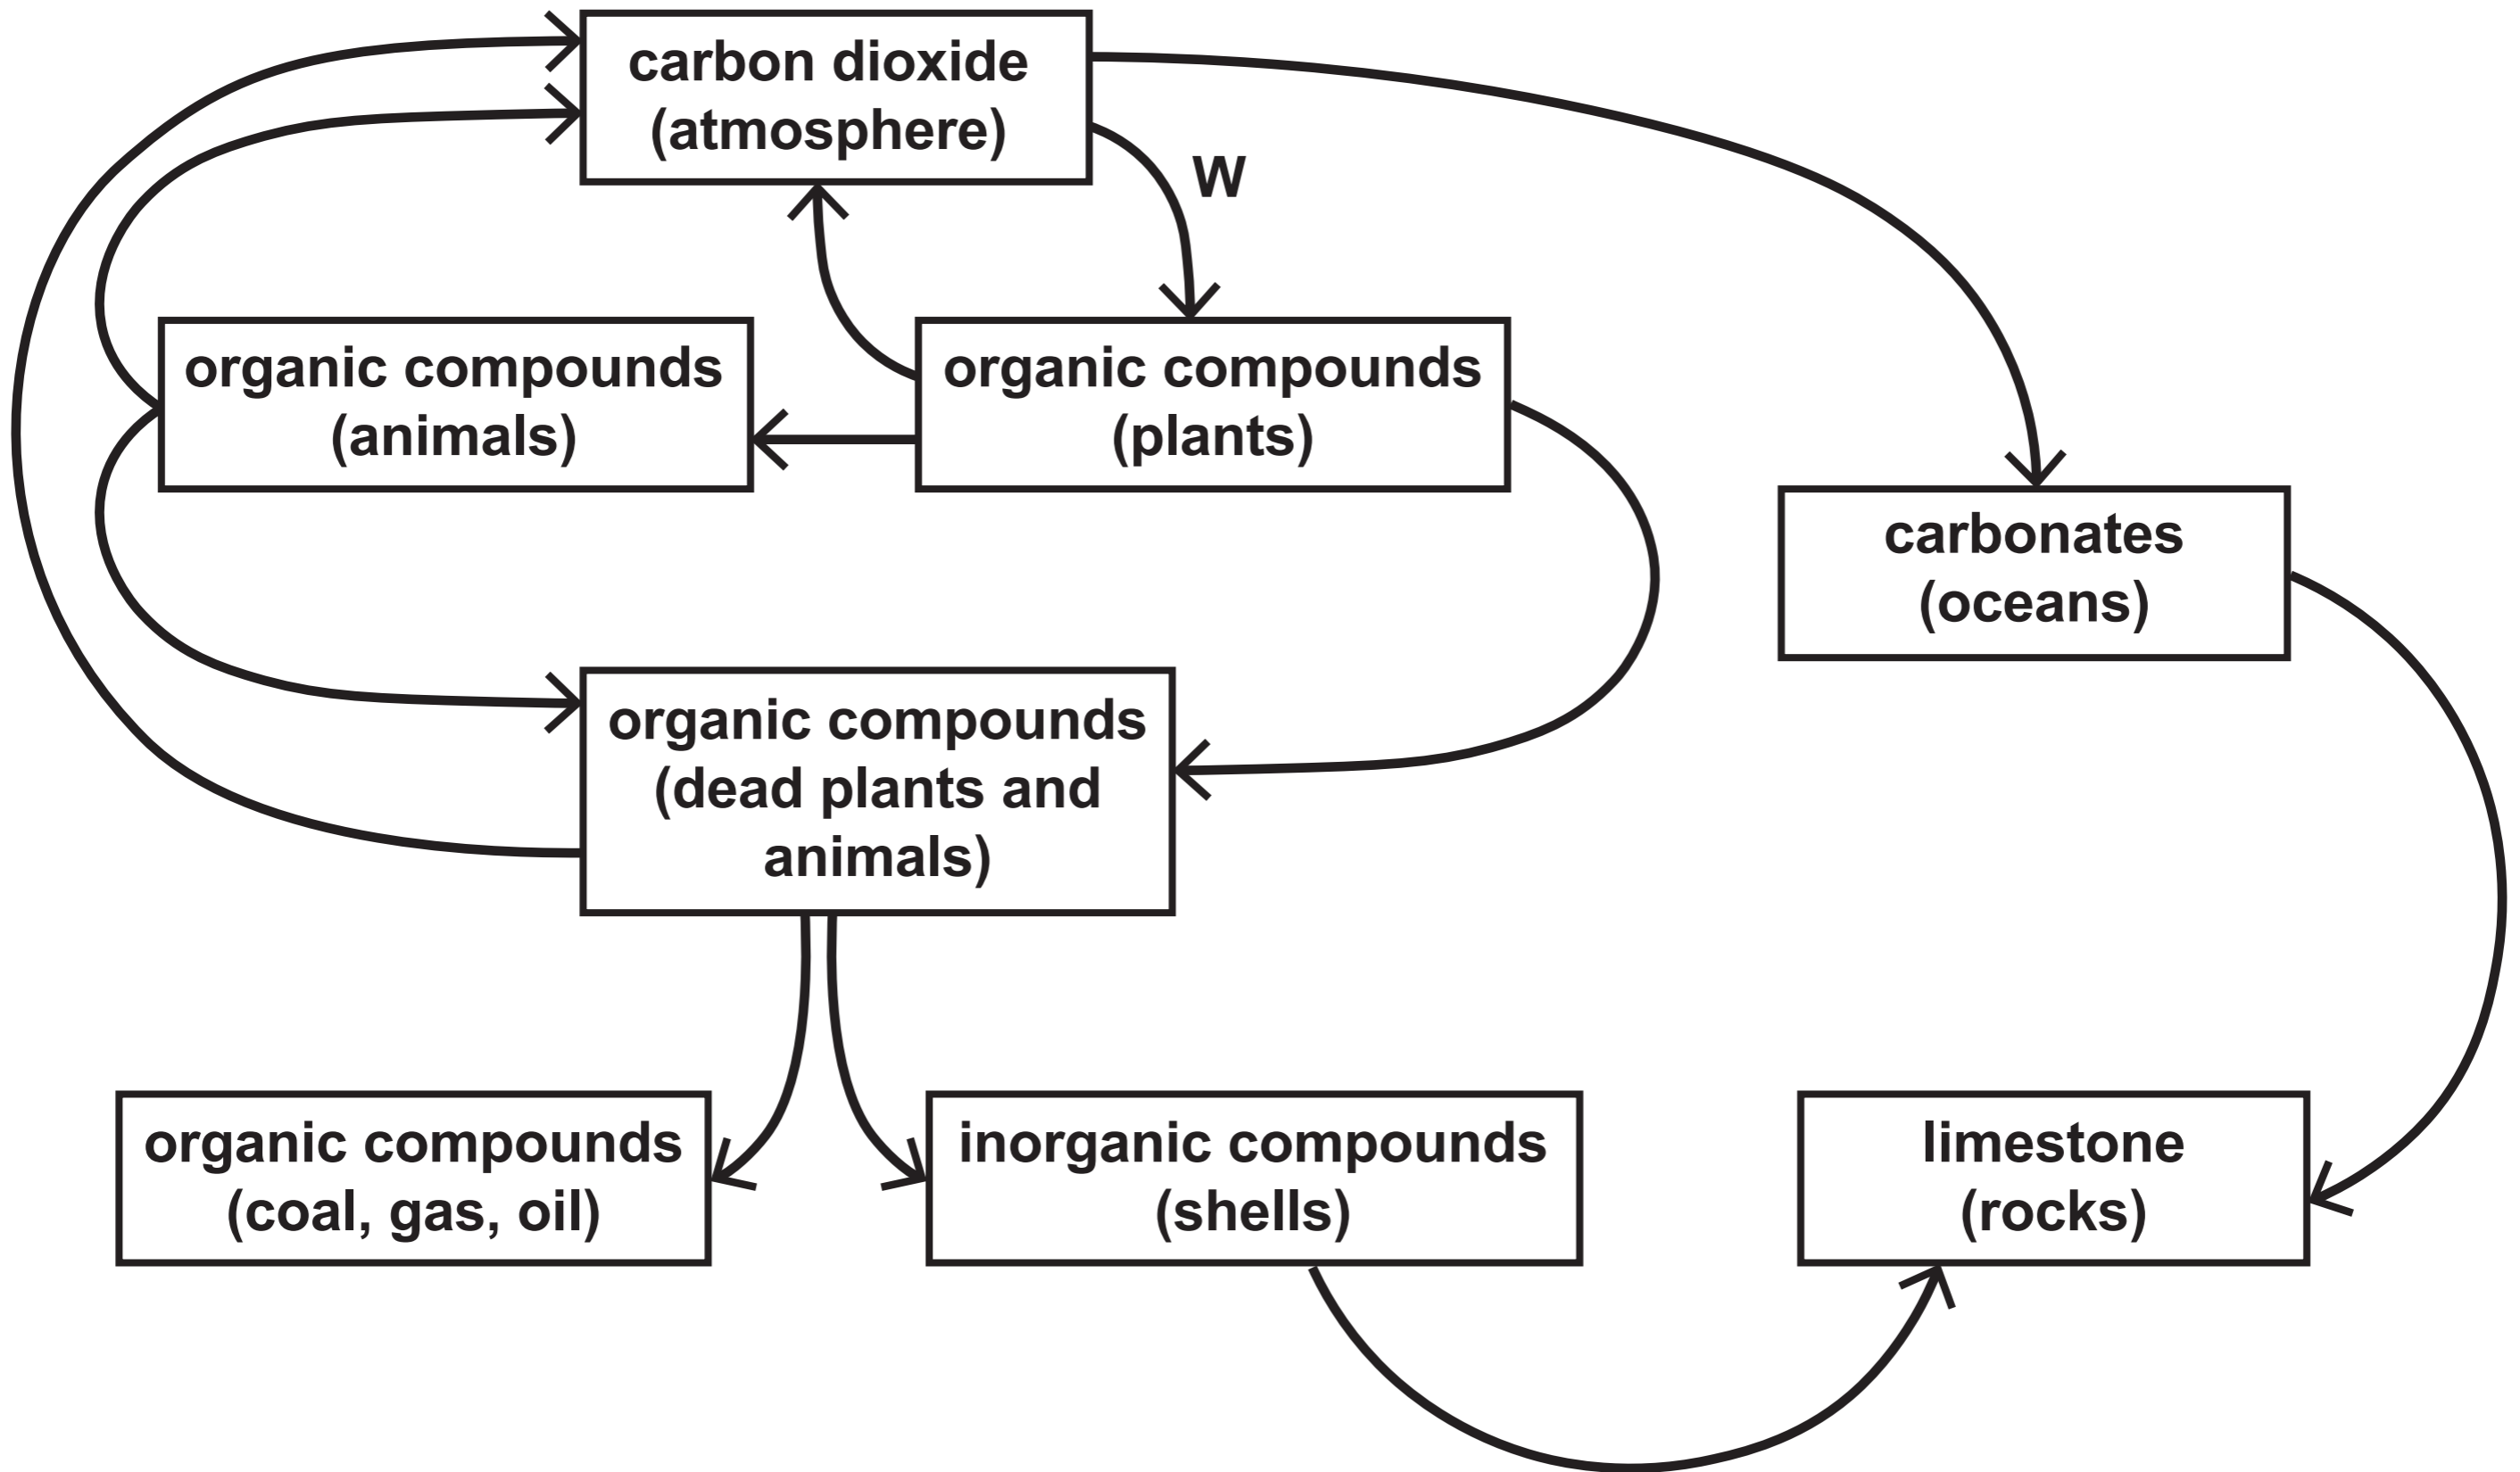 carbon dioxide
(atmosphere)
W
organic compounds
(animals)
organic compounds
(plants)
carbonates
(oceans)
organic compounds
(dead plants and
animals)
organic compounds
(coal, gas, oil)
inorganic compounds
(shells)
limestone
(rocks)